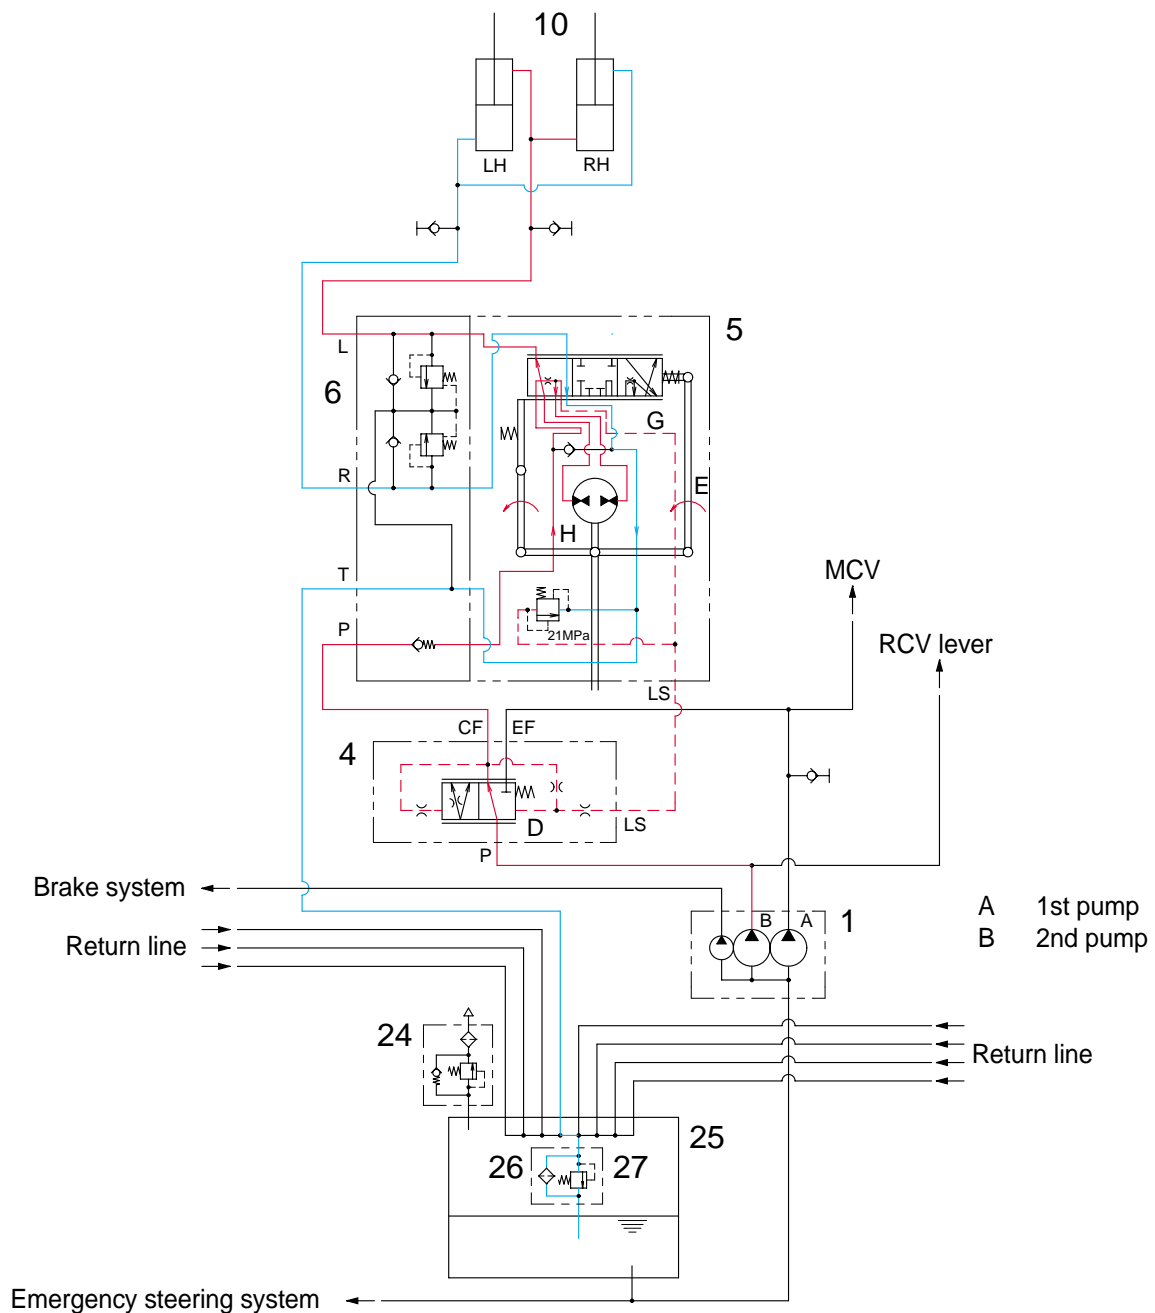 10
LH
RH
5
L
6
G
R
E
H
T
MCV
21MPa
P
RCV lever
LS
CF
EF
4
D
LS
P
Brake system
B
A
1
A 1st pump
B 2nd pump
Return line
24
Return line
25
26
27
Emergency steering system